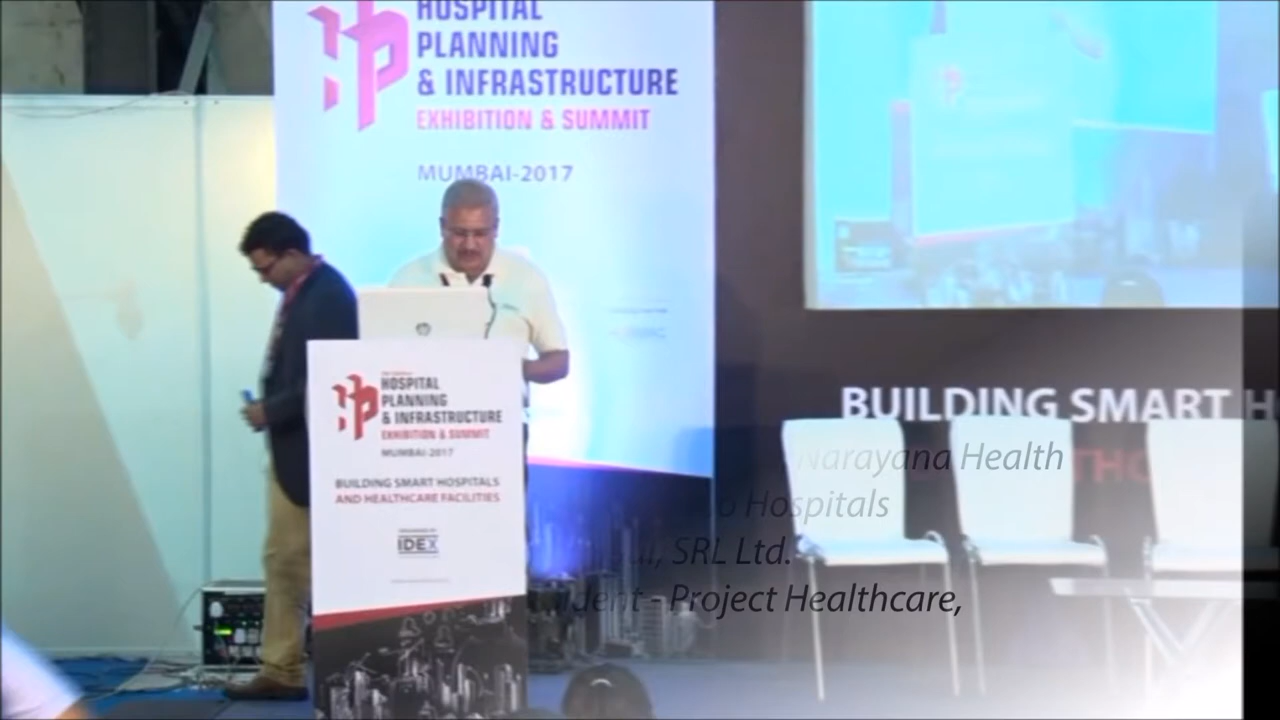 HOSPITAL
PLANNING
& INFRASTRUCTURE
EXHIBITION & SUMMIT
MUMBAI-2017
HOSPITAL
PLANNING
& INFRASTRUCTURE
EXHIBITION & SUMMIT
MUMBAI-2017
BUILDING SMART HOSPITALS
AND HEALTHCARE FACILITIES
IDEX
BUILDING SMART H
Narayana Health
Hospitals
SRL Ltd.
- Project Healthcare,